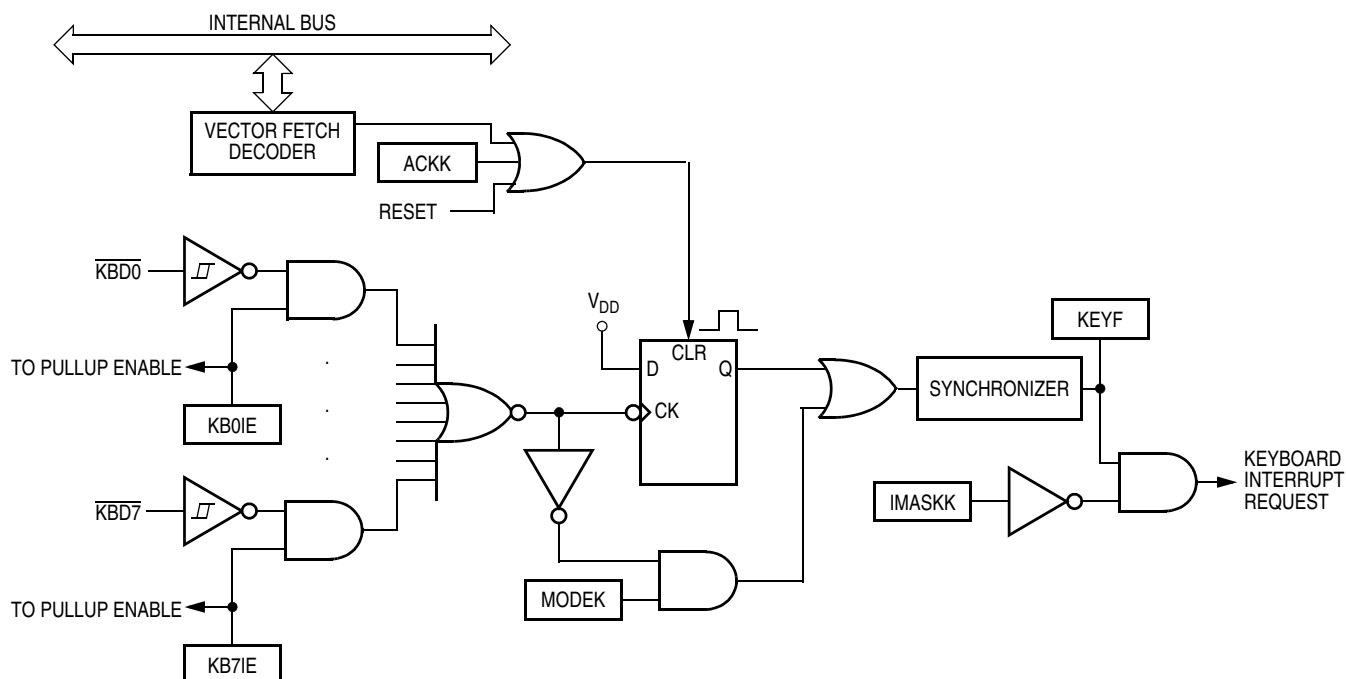 INTERNAL BUS
VECTOR FETCH
DECODER
ACKK
RESET
KBD0
VDD
KEYF
CLR
D
Q
TO PULLUP ENABLE
SYNCHRONIZER
CK
KB0IE
KEYBOARD
INTERRUPT
REQUEST
KBD7
IMASKK
MODEK
TO PULLUP ENABLE
KB7IE